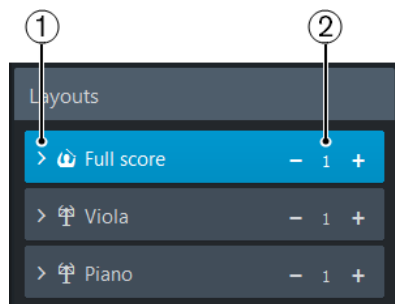 1 2
Layouts
> Full score − 1 +
> Viola − 1 +
> Piano − 1 +